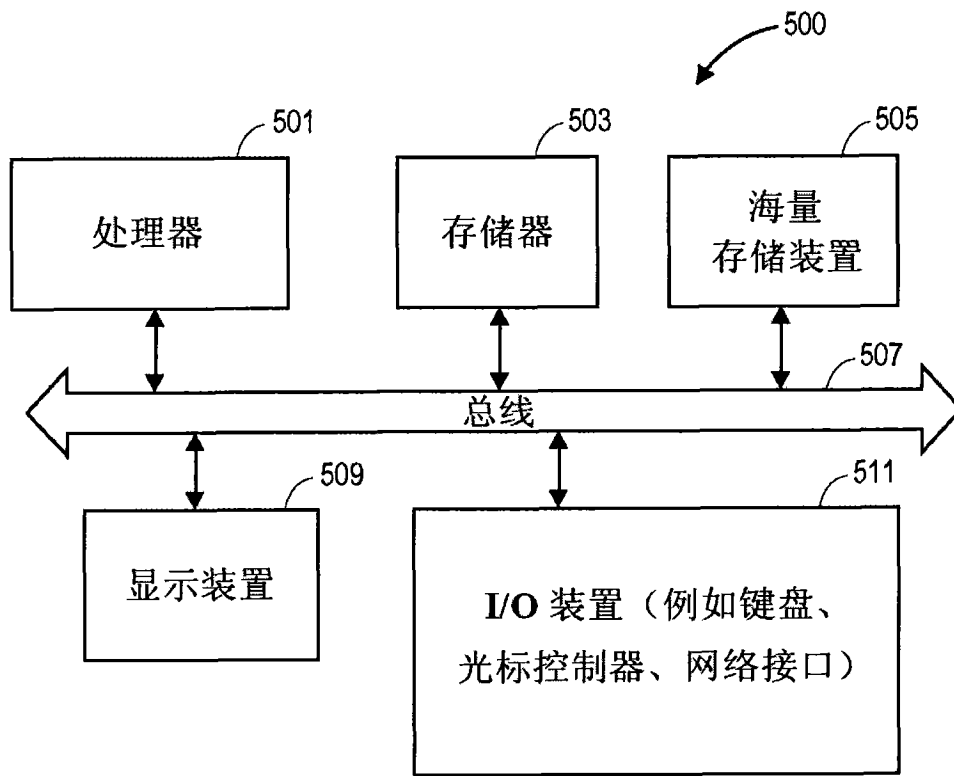 500
501
503
505
处理器
存储器
海量
存储装置
507
总线
509
511
显示装置
I/O 装置（例如键盘、
光标控制器、网络接口）